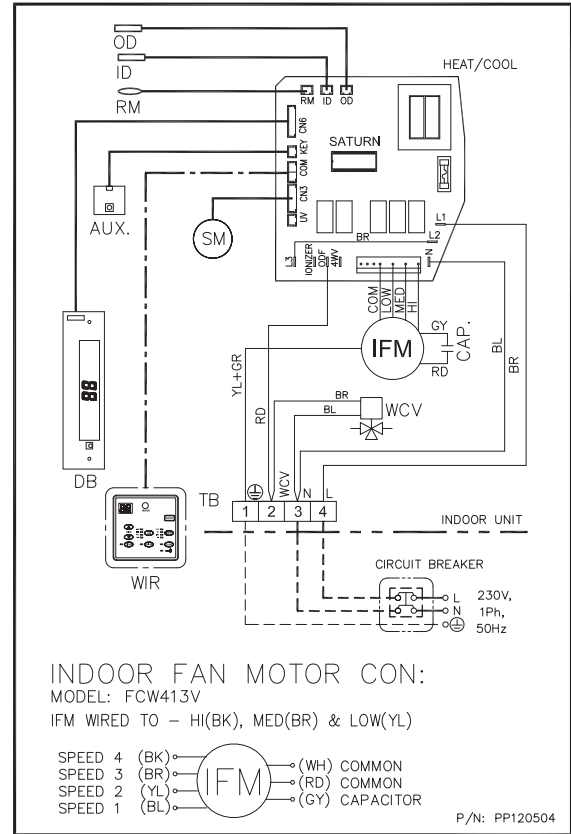 OD
ID
RM
HEAT/COOL
RM ID OD
CN6
KEY
COM
CN3
UV
SATURN
AUX.
SM
L1
L2
BR
N
L3
IONIZER
ODF
4WV
COM
LOW
MED
HI
IFM
GY
RD
CAP.
BL
BR
YL+GR
RD
BR
BL
WCV
WCV
88
DB
WIR
TB
N
L
1 2 3 4
INDOOR UNIT
CIRCUIT BREAKER
L
N
230V,
1Ph,
50Hz
INDOOR FAN MOTOR CON:
MODEL: FCW413V
IFM WIRED TO – HI(BK), MED(BR) & LOW(YL)
SPEED 4 (BK)
SPEED 3 (BR)
SPEED 2 (YL)
SPEED 1 (BL)
IFM
(WH) COMMON
(RD) COMMON
(GY) CAPACITOR
P/N: PP120504